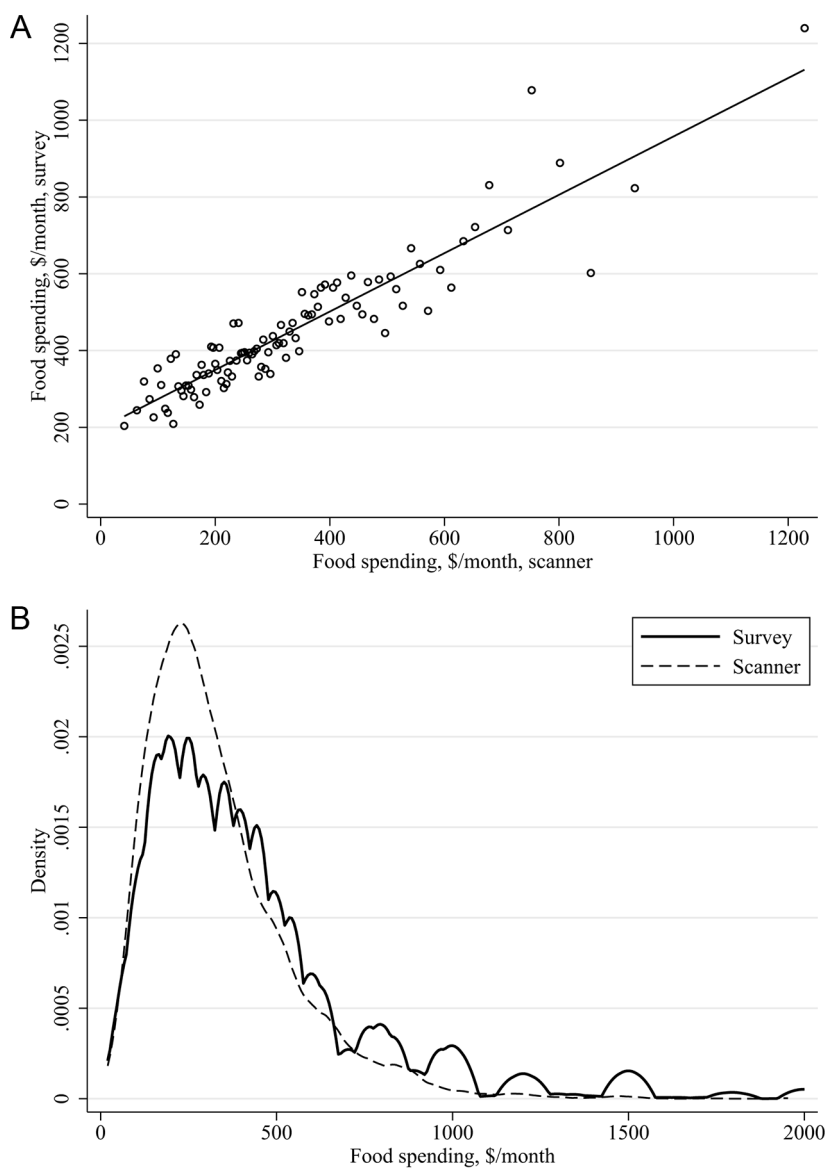 A
Food spending, $/month, survey
1200
1000
800
600
400
200
0
0 200 400 600 800 1000 1200
Food spending, $/month, scanner
B
Survey
Scanner
Density
.0025
.002
.0015
.001
.0005
0
0 500 1000 1500 2000
Food spending, $/month